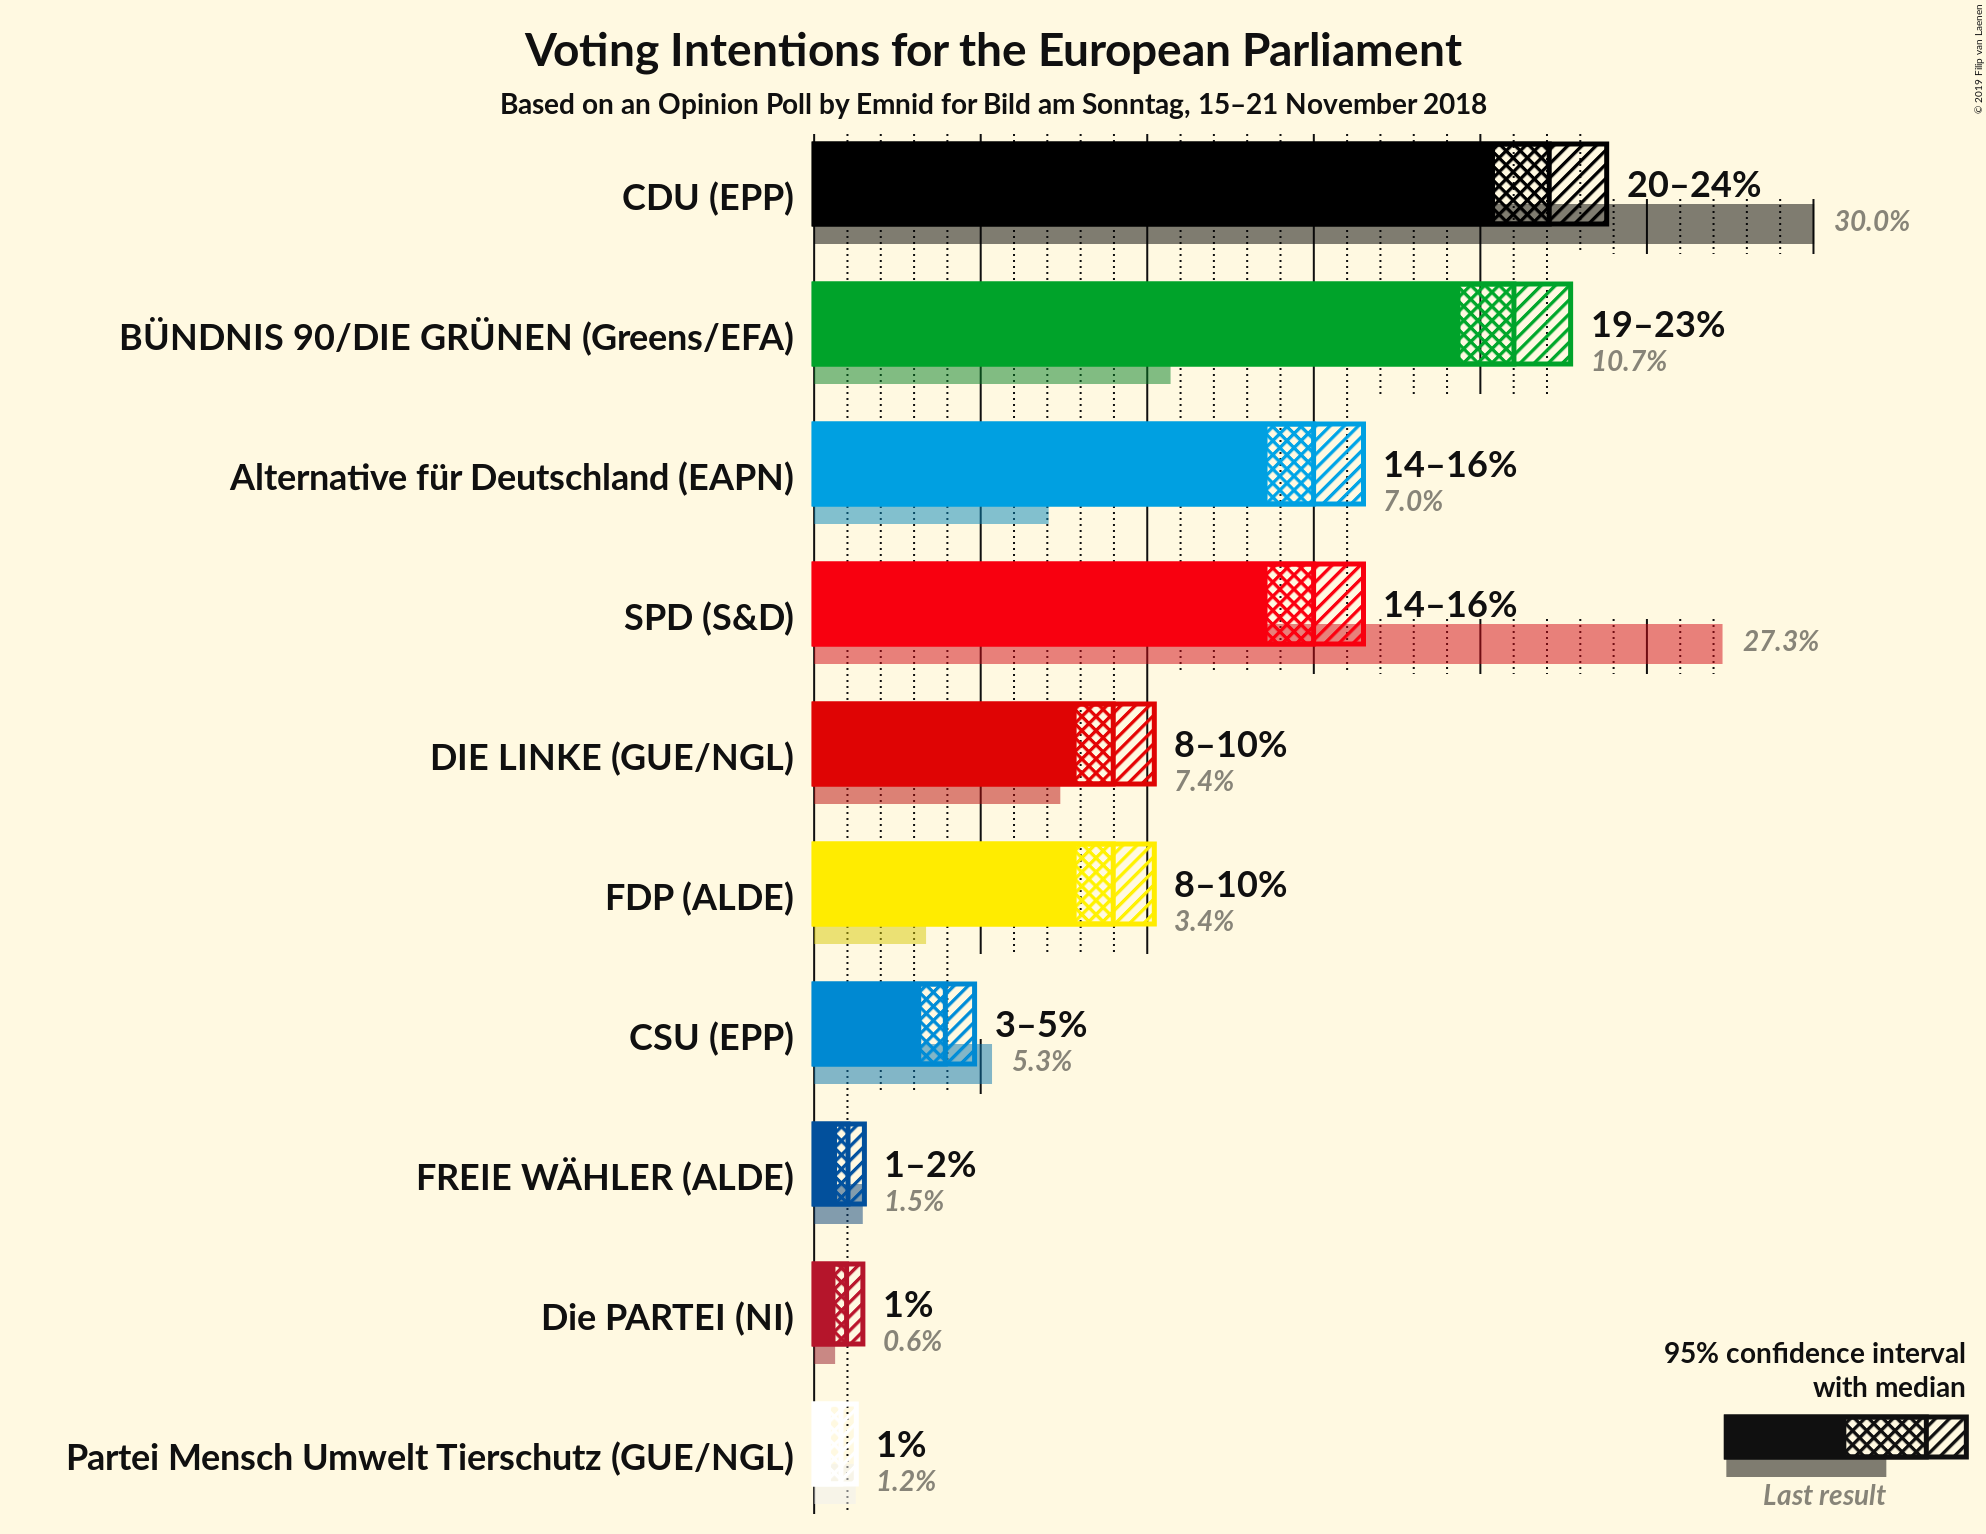 Voting Intentions for the European Parliament
Based on an Opinion Poll by Emnid for Bild am Sonntag, 15–21 November 2018
© 2019 Filip van Laenen
CDU (EPP)
20–24%
30.0%
BÜNDNIS 90/DIE GRÜNEN (Greens/EFA)
19–23%
10.7%
Alternative für Deutschland (EAPN)
14–16%
7.0%
SPD (S&D)
14–16%
27.3%
DIE LINKE (GUE/NGL)
8–10%
7.4%
FDP (ALDE)
8–10%
3.4%
CSU (EPP)
3–5%
5.3%
FREIE WÄHLER (ALDE)
1–2%
1.5%
Die PARTEI (NI)
1%
0.6%
Partei Mensch Umwelt Tierschutz (GUE/NGL)
1%
1.2%
95% confidence interval
with median
Last result